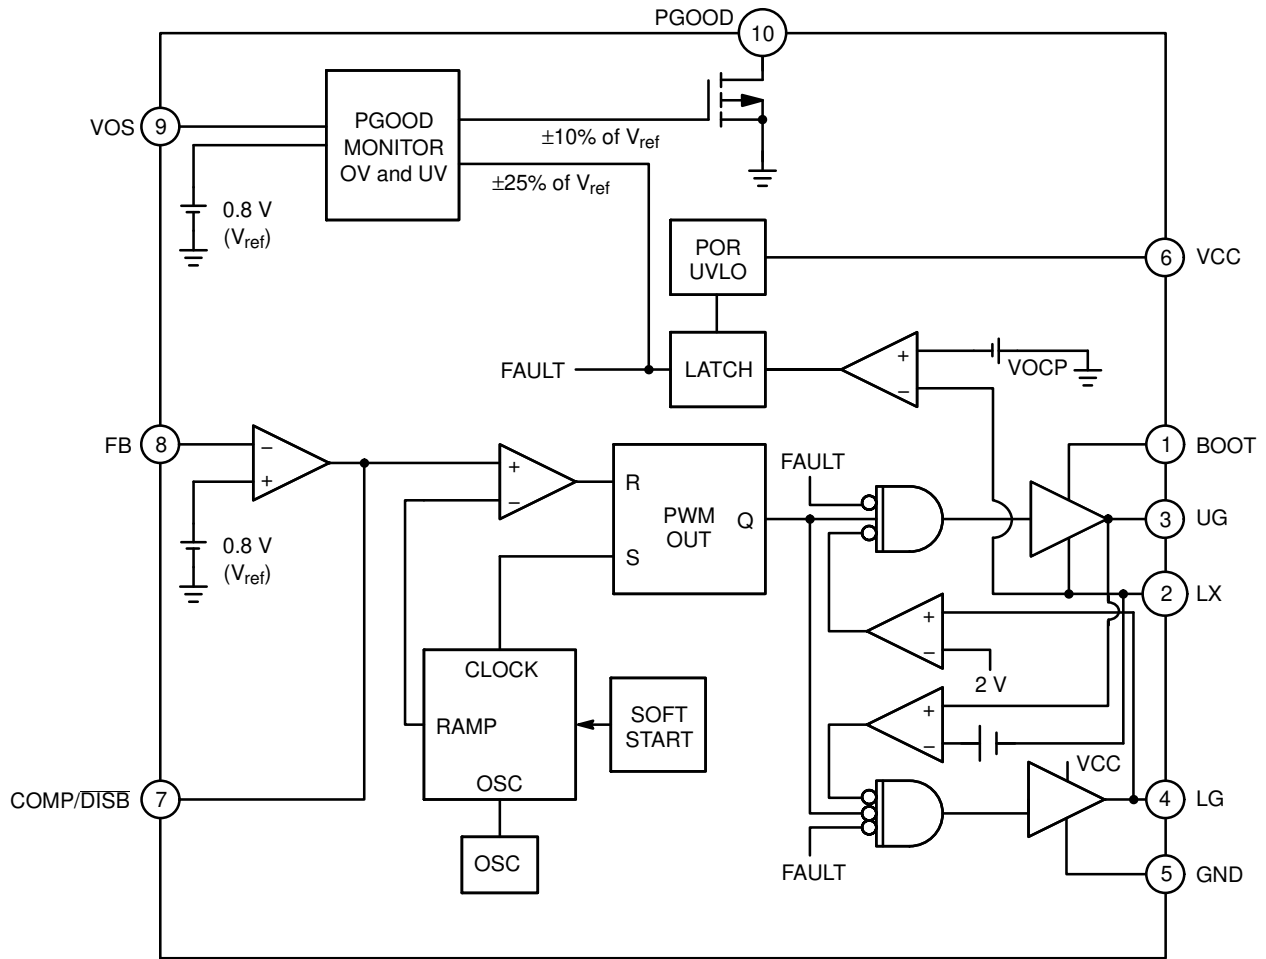 PGOOD
10
VOS
9
PGOOD
MONITOR
OV and UV
±10% of Vref
±25% of Vref
0.8 V
(Vref)
POR
UVLO
6
VCC
FAULT
LATCH
+
−
VOCP
FB
8
−
+
0.8 V
(Vref)
+
−
R
S
PWM
OUT
Q
FAULT
1
BOOT
3
UG
2
LX
+
−
2 V
CLOCK
RAMP
OSC
SOFT
START
+
−
VCC
COMP/DISB
7
4
LG
OSC
FAULT
5
GND